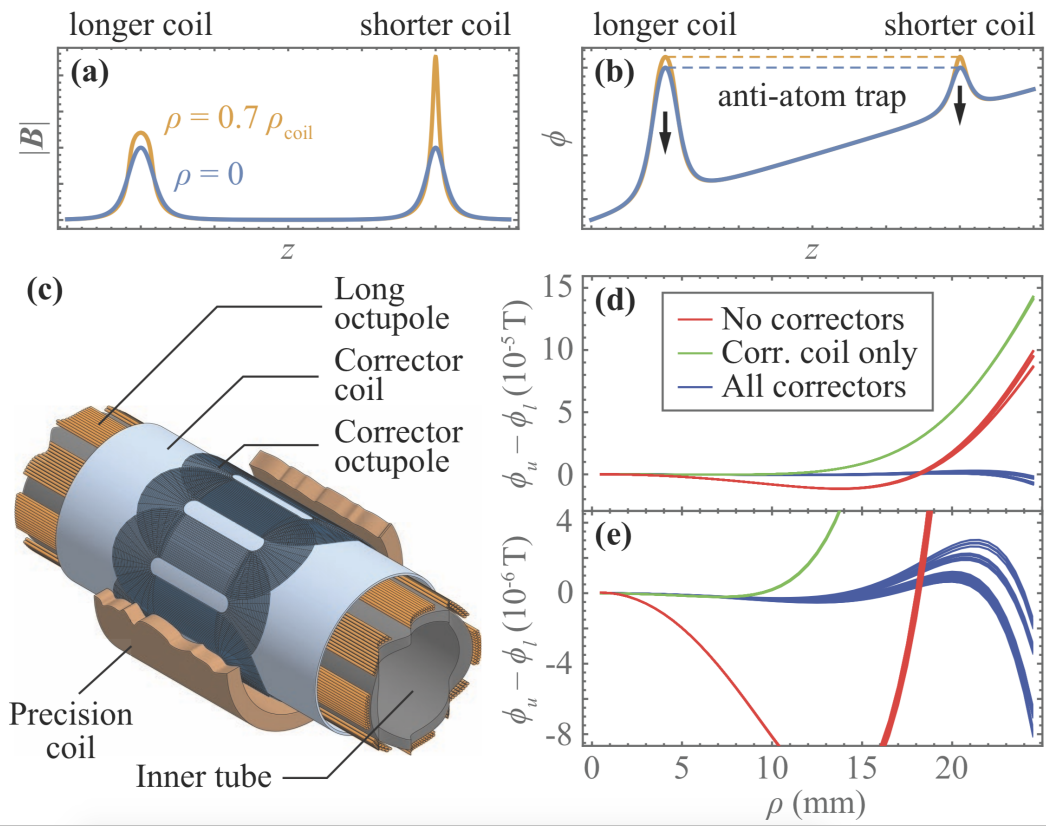 longer coil
shorter coil
(a)
ρ = 0.7 ρcoil
ρ = 0
|B|
z
longer coil
shorter coil
(b)
anti-atom trap
ϕ
z
(c)
Long
octupole
Corrector
coil
Corrector
octupole
Precision
coil
Inner tube
(d)
No correctors
Corr. coil only
All correctors
15
10
5
0
ϕu − ϕl (10-5 T)
(e)
4
0
-4
-8
ϕu − ϕl (10-6 T)
0 5 10 15 20
ρ (mm)